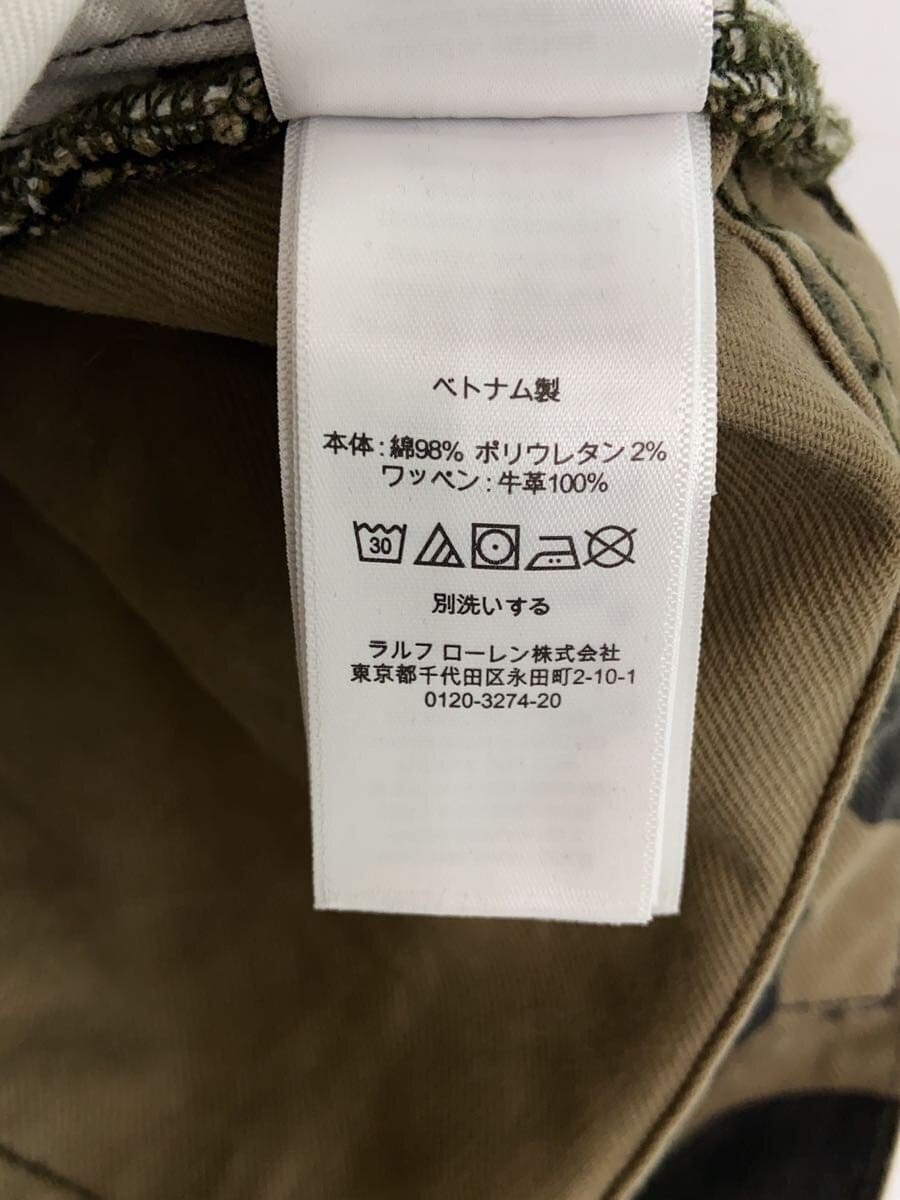 ベトナム製
本体:綿98% ポリウレタン2%
ワッペン:牛革100%
30
別洗いする
ラルフ ローレン株式会社
東京都千代田区永田町2-10-1
0120-3274-20